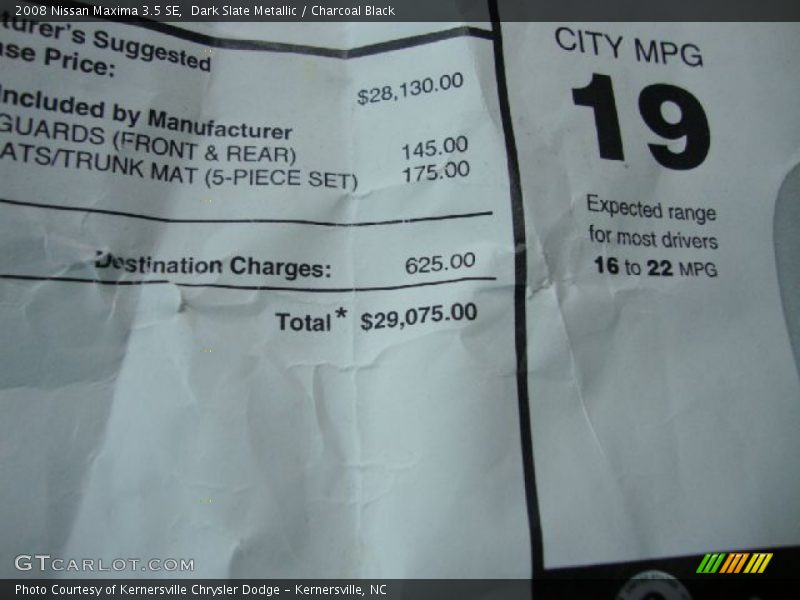 2008 Nissan Maxima 3.5 SE, Dark Slate Metallic / Charcoal Black
turer's Suggested
ase Price:
$28,130.00
Included by Manufacturer
GUARDS (FRONT & REAR) 145.00
ATS/TRUNK MAT (5-PIECE SET) 175.00
Destination Charges: 625.00
Total* $29,075.00
CITY MPG
19
Expected range
for most drivers
16 to 22 MPG
GTCARLOT.COM
Photo Courtesy of Kernersville Chrysler Dodge – Kernersville, NC